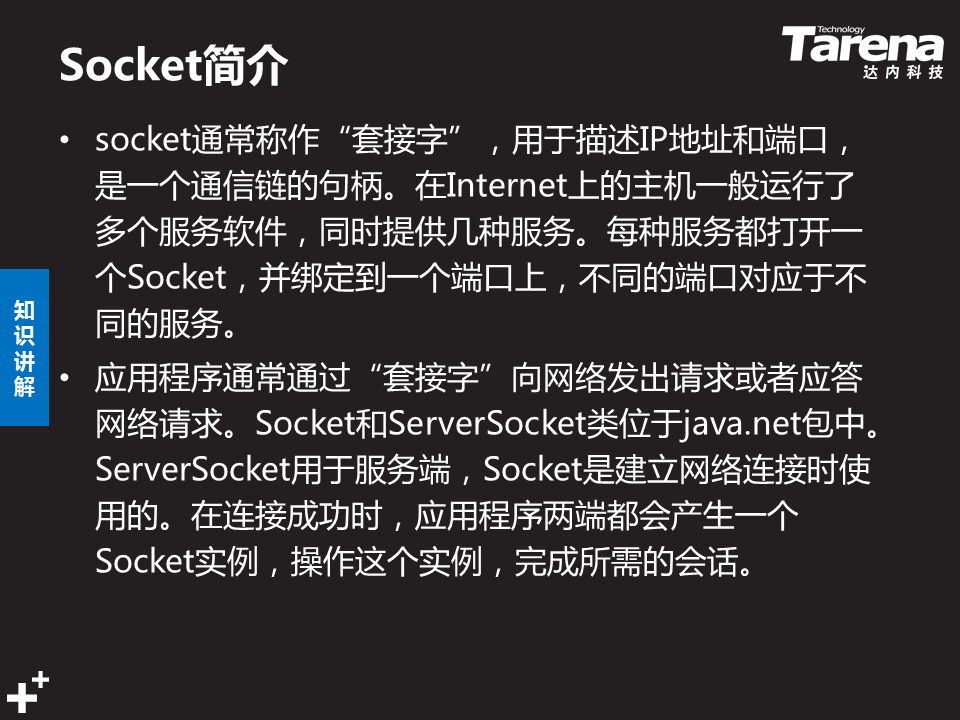 Socket简介
Technology
Tarena
达内科技
• socket通常称作“套接字”，用于描述IP地址和端口，
是一个通信链的句柄。在Internet上的主机一般运行了
多个服务软件，同时提供几种服务。每种服务都打开一
个Socket，并绑定到一个端口上，不同的端口对应于不
同的服务。
知识讲解
• 应用程序通常通过“套接字”向网络发出请求或者应答
网络请求。Socket和ServerSocket类位于java.net包中。
ServerSocket用于服务端，Socket是建立网络连接时使
用的。在连接成功时，应用程序两端都会产生一个
Socket实例，操作这个实例，完成所需的会话。